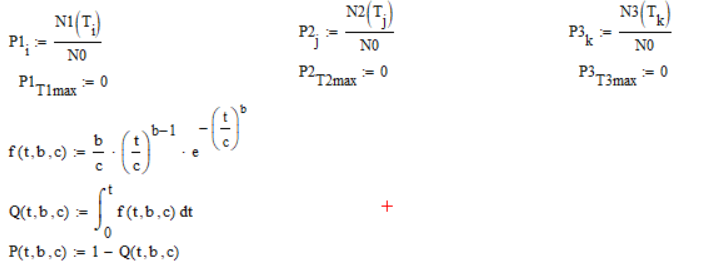 P1_i := N1(T_i) / N0    P2_j := N2(T_j) / N0    P3_k := N3(T_k) / N0
P1_T1max := 0    P2_T2max := 0    P3_T3max := 0
f(t,b,c) := b/c · (t/c)^(b−1) · e^(−(t/c)^b)
Q(t,b,c) := ∫_0^t f(t,b,c) dt
P(t,b,c) := 1 − Q(t,b,c)